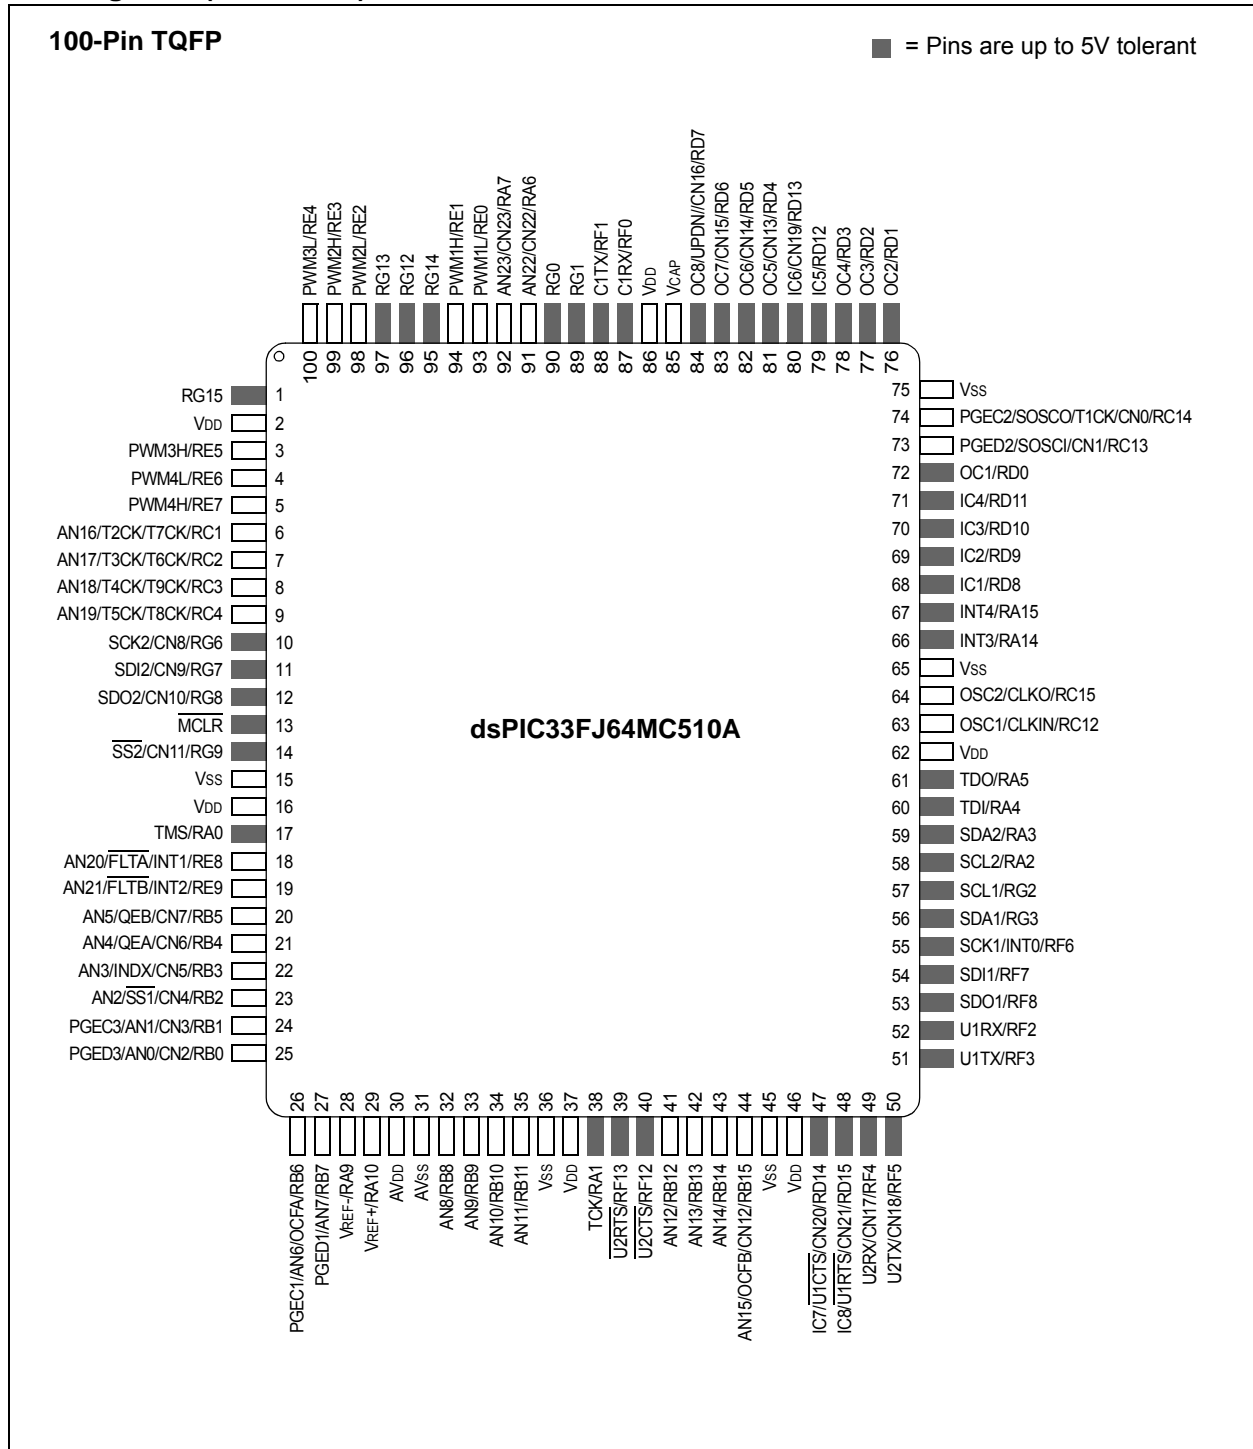 100-Pin TQFP
= Pins are up to 5V tolerant
PWM3L/RE4
PWM2H/RE3
PWM2L/RE2
RG13
RG12
RG14
PWM1H/RE1
PWM1L/RE0
AN23/CN23/RA7
AN22/CN22/RA6
RG0
RG1
C1TX/RF1
C1RX/RF0
VDD
VCAP
OC8/UPDN//CN16/RD7
OC7/CN15/RD6
OC6/CN14/RD5
OC5/CN13/RD4
IC6/CN19/RD13
IC5/RD12
OC4/RD3
OC3/RD2
OC2/RD1
100 99 98 97 96 95 94 93 92 91 90 89 88 87 86 85 84 83 82 81 80 79 78 77 76
RG15 1
VDD 2
PWM3H/RE5 3
PWM4L/RE6 4
PWM4H/RE7 5
AN16/T2CK/T7CK/RC1 6
AN17/T3CK/T6CK/RC2 7
AN18/T4CK/T9CK/RC3 8
AN19/T5CK/T8CK/RC4 9
SCK2/CN8/RG6 10
SDI2/CN9/RG7 11
SDO2/CN10/RG8 12
MCLR 13
SS2/CN11/RG9 14
VSS 15
VDD 16
TMS/RA0 17
AN20/FLTA/INT1/RE8 18
AN21/FLTB/INT2/RE9 19
AN5/QEB/CN7/RB5 20
AN4/QEA/CN6/RB4 21
AN3/INDX/CN5/RB3 22
AN2/SS1/CN4/RB2 23
PGEC3/AN1/CN3/RB1 24
PGED3/AN0/CN2/RB0 25
dsPIC33FJ64MC510A
75 VSS
74 PGEC2/SOSCO/T1CK/CN0/RC14
73 PGED2/SOSCI/CN1/RC13
72 OC1/RD0
71 IC4/RD11
70 IC3/RD10
69 IC2/RD9
68 IC1/RD8
67 INT4/RA15
66 INT3/RA14
65 VSS
64 OSC2/CLKO/RC15
63 OSC1/CLKIN/RC12
62 VDD
61 TDO/RA5
60 TDI/RA4
59 SDA2/RA3
58 SCL2/RA2
57 SCL1/RG2
56 SDA1/RG3
55 SCK1/INT0/RF6
54 SDI1/RF7
53 SDO1/RF8
52 U1RX/RF2
51 U1TX/RF3
26 27 28 29 30 31 32 33 34 35 36 37 38 39 40 41 42 43 44 45 46 47 48 49 50
PGEC1/AN6/OCFA/RB6
PGED1/AN7/RB7
VREF-/RA9
VREF+/RA10
AVDD
AVSS
AN8/RB8
AN9/RB9
AN10/RB10
AN11/RB11
VSS
VDD
TCK/RA1
U2RTS/RF13
U2CTS/RF12
AN12/RB12
AN13/RB13
AN14/RB14
AN15/OCFB/CN12/RB15
VSS
VDD
IC7/U1CTS/CN20/RD14
IC8/U1RTS/CN21/RD15
U2RX/CN17/RF4
U2TX/CN18/RF5